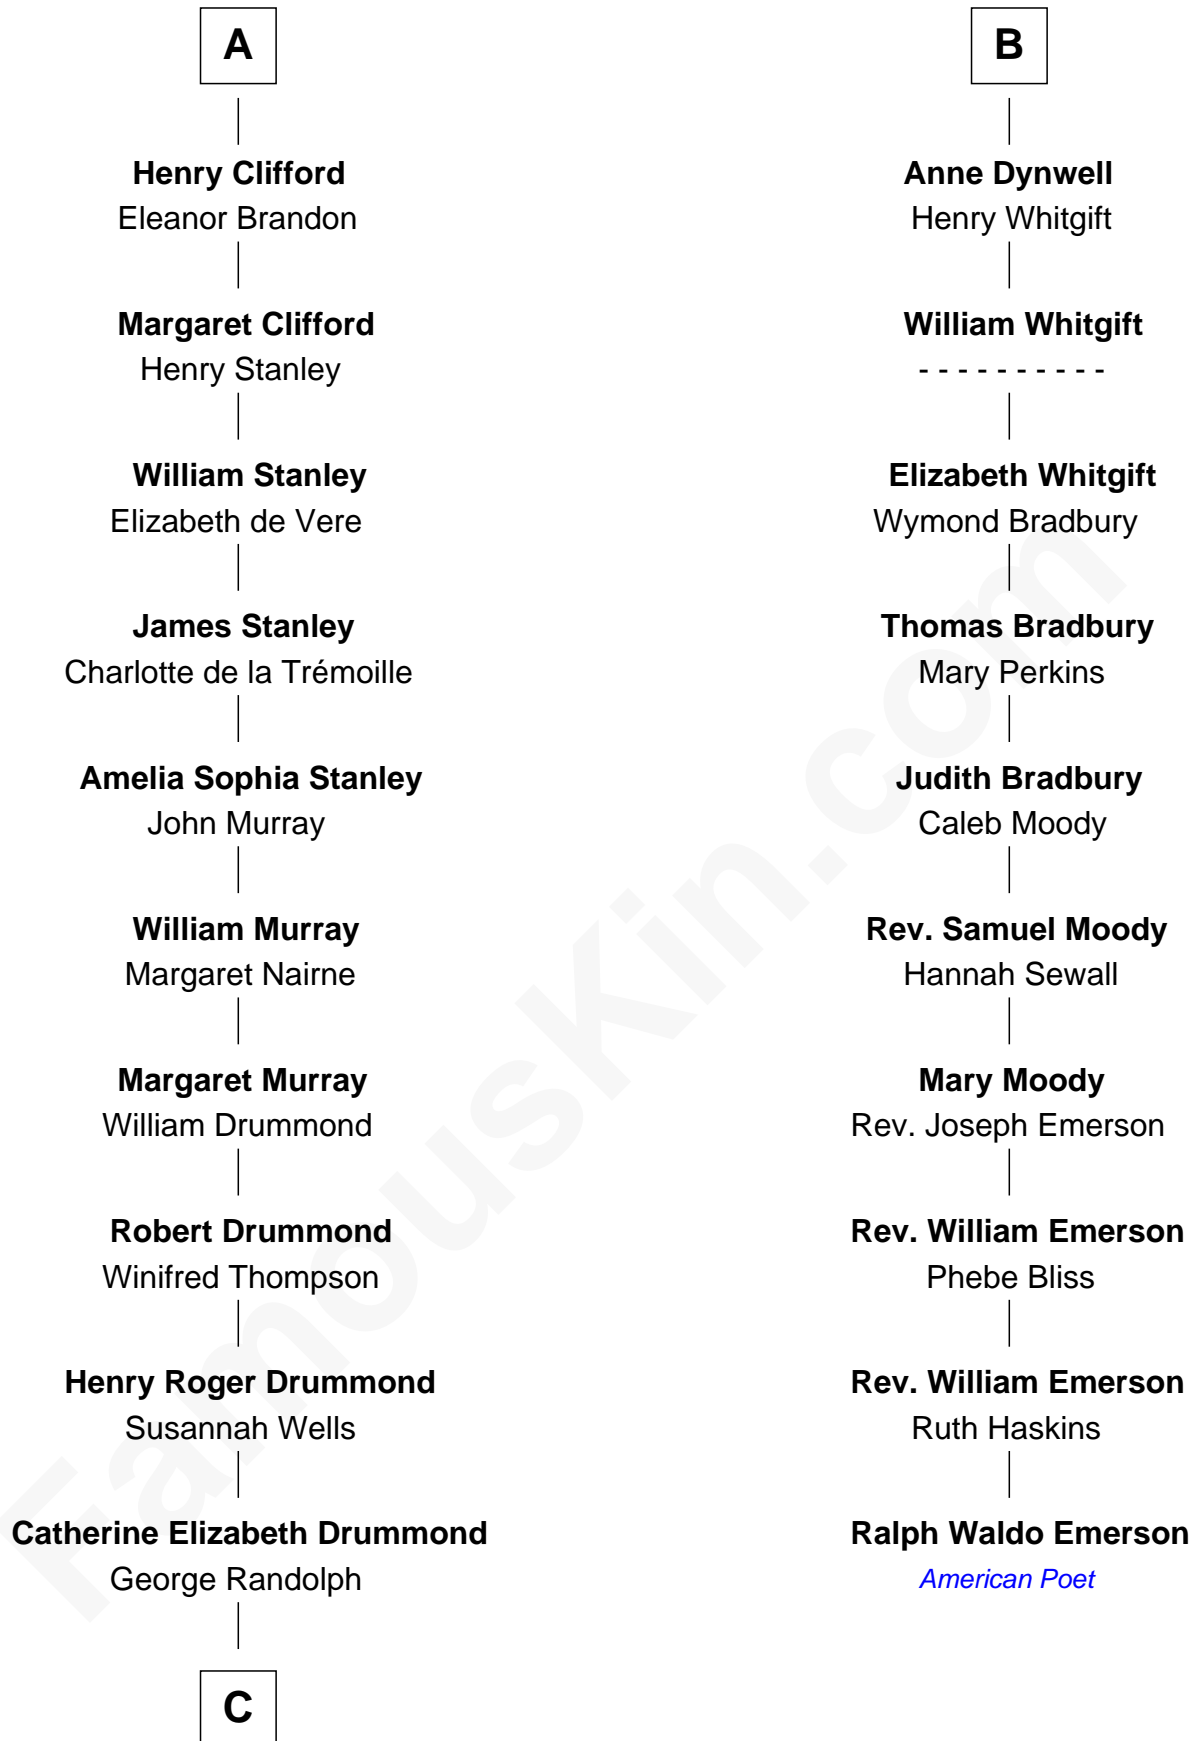 A
Henry Clifford
Eleanor Brandon
Margaret Clifford
Henry Stanley
William Stanley
Elizabeth de Vere
James Stanley
Charlotte de la Trémoille
Amelia Sophia Stanley
John Murray
William Murray
Margaret Nairne
Margaret Murray
William Drummond
Robert Drummond
Winifred Thompson
Henry Roger Drummond
Susannah Wells
Catherine Elizabeth Drummond
George Randolph
C
B
Anne Dynwell
Henry Whitgift
William Whitgift
- - - - - - - - - -
Elizabeth Whitgift
Wymond Bradbury
Thomas Bradbury
Mary Perkins
Judith Bradbury
Caleb Moody
Rev. Samuel Moody
Hannah Sewall
Mary Moody
Rev. Joseph Emerson
Rev. William Emerson
Phebe Bliss
Rev. William Emerson
Ruth Haskins
Ralph Waldo Emerson
American Poet
FamousKin.com